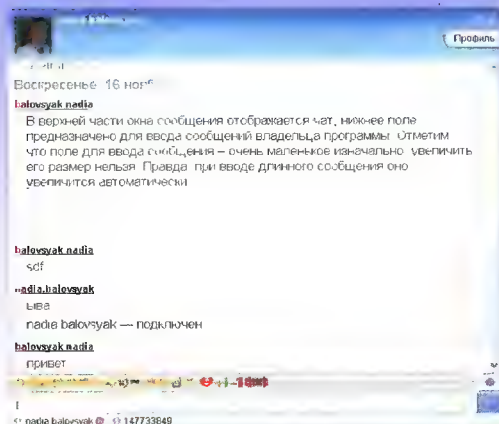 Профиль
Воскресенье 16
balovsyak nadia
В верхней части окна сообщения отображается чат, нижнее поле
предназначено для ввода сообщений владельца программы. Отметим
что поле для ввода сообщения – очень маленькое изначально увеличить
его размер нельзя. Правда при вводе длинного сообщения оно
увеличится автоматически
balovsyak nadia
sdf
nadia.balovsyak
ыва
nadia balovsyak — подключен
balovsyak nadia
привет
nadia balovsyak 147733849